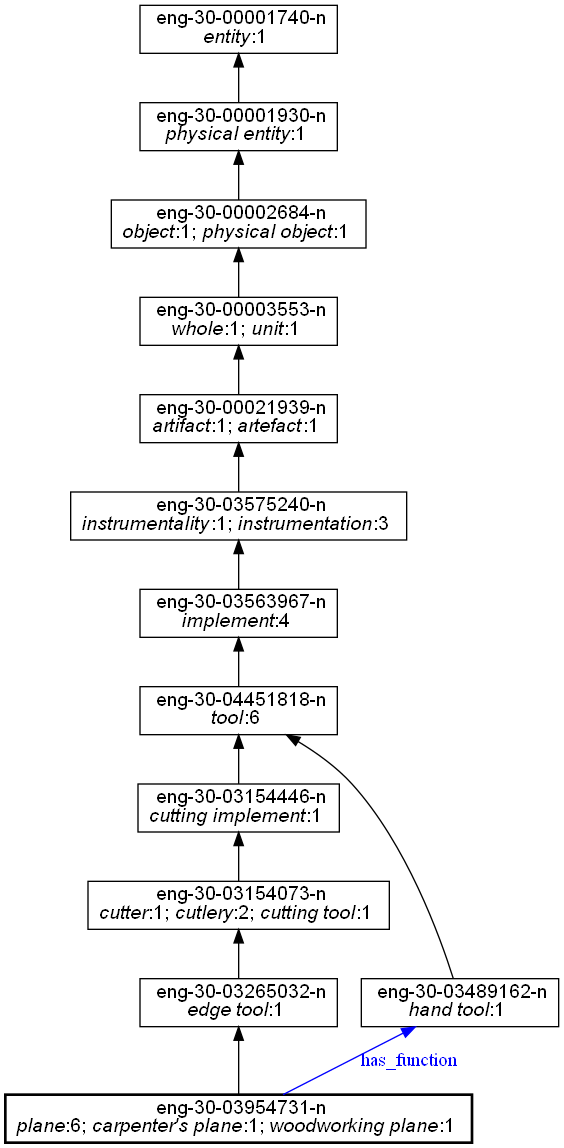 eng-30-00001740-n
entity:1
eng-30-00001930-n
physical entity:1
eng-30-00002684-n
object:1; physical object:1
eng-30-00003553-n
whole:1; unit:1
eng-30-00021939-n
artifact:1; artefact:1
eng-30-03575240-n
instrumentality:1; instrumentation:3
eng-30-03563967-n
implement:4
eng-30-04451818-n
tool:6
eng-30-03154446-n
cutting implement:1
eng-30-03154073-n
cutter:1; cutlery:2; cutting tool:1
eng-30-03265032-n
edge tool:1
eng-30-03489162-n
hand tool:1
has_function
eng-30-03954731-n
plane:6; carpenter's plane:1; woodworking plane:1